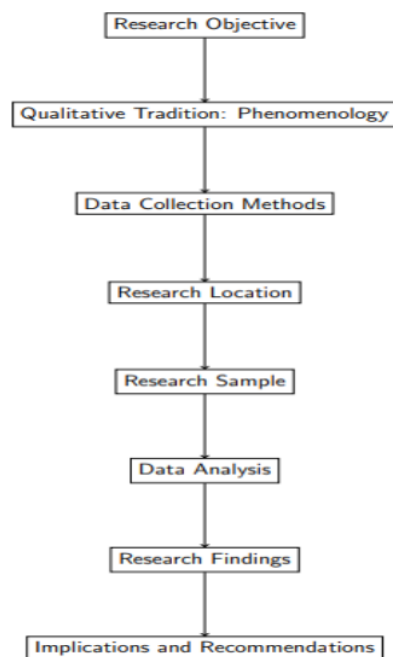 Research Objective
Qualitative Tradition: Phenomenology
Data Collection Methods
Research Location
Research Sample
Data Analysis
Research Findings
Implications and Recommendations